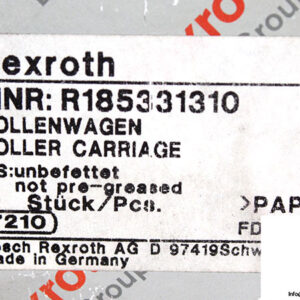 exroth
NR: R185331310
OLLENWAGEN
OLLER CARRIAGE
S:unbefettet
not pre-greased
Stück/Pcs. >PAP
7210 FD
sch Rexroth AG D 97419Schw
ade in Germany